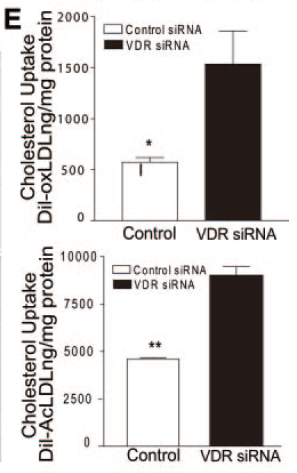 E
Cholesterol Uptake
DiI-oxLDLng/mg protein
2000
1500
1000
500
0
Control siRNA
VDR siRNA
*
Control VDR siRNA
Cholesterol Uptake
Dil-AcLDLng/mg protein
10000
7500
5000
2500
0
Control siRNA
VDR siRNA
**
Control VDR siRNA